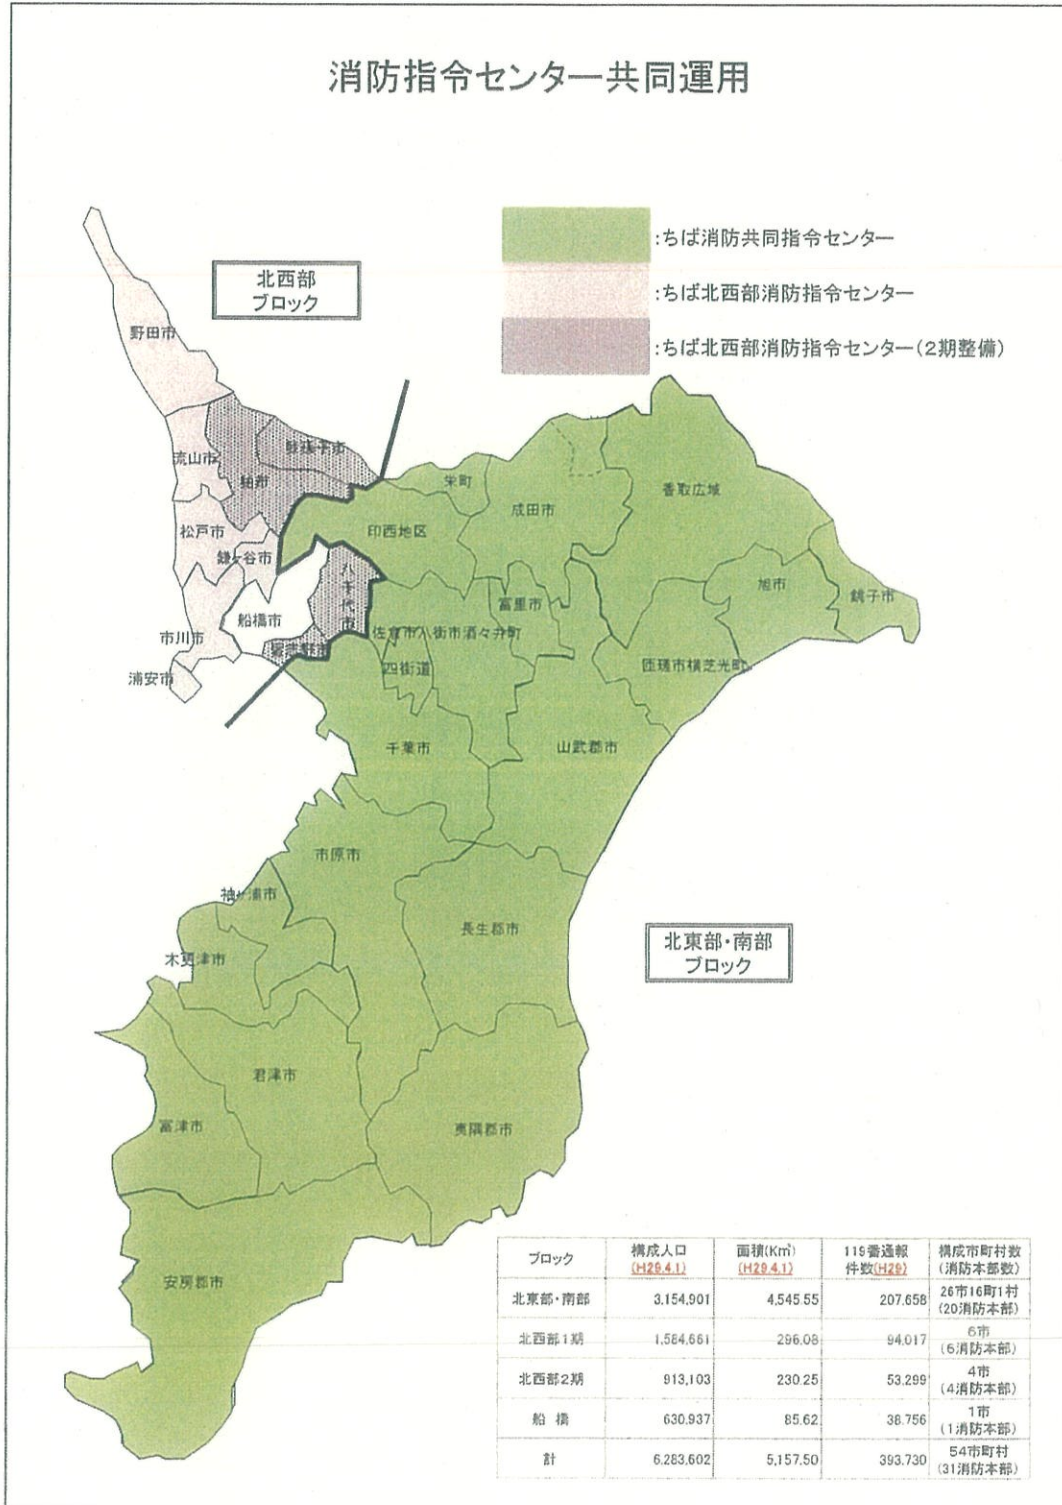 消防指令センター共同運用
:ちば消防共同指令センター
:ちば北西部消防指令センター
:ちば北西部消防指令センター(2期整備)
北西部
ブロック
野田市
流山市
柏市
我孫子市
松戸市
鎌ヶ谷市
船橋市
八千代市
習志野市
市川市
浦安市
栄町
印西地区
成田市
香取広域
富里市
旭市
銚子市
佐倉市八街市酒々井町
四街道
匝瑳市横芝光町
千葉市
山武郡市
市原市
袖ヶ浦市
長生郡市
木更津市
北東部・南部
ブロック
君津市
富津市
夷隅郡市
安房郡市
ブロック 構成人口 面積(K㎡) 119番通報 構成市町村数
(H29.4.1) (H29.4.1) 件数(H29) (消防本部数)
北東部・南部 3,154,901 4,545.55 207,658 26市16町1村
(20消防本部)
北西部1期 1,584,661 296.08 94,017 6市
(6消防本部)
北西部2期 913,103 230.25 53,299 4市
(4消防本部)
船橋 630,937 85.62 38,756 1市
(1消防本部)
計 6,283,602 5,157.50 393,730 54市町村
(31消防本部)